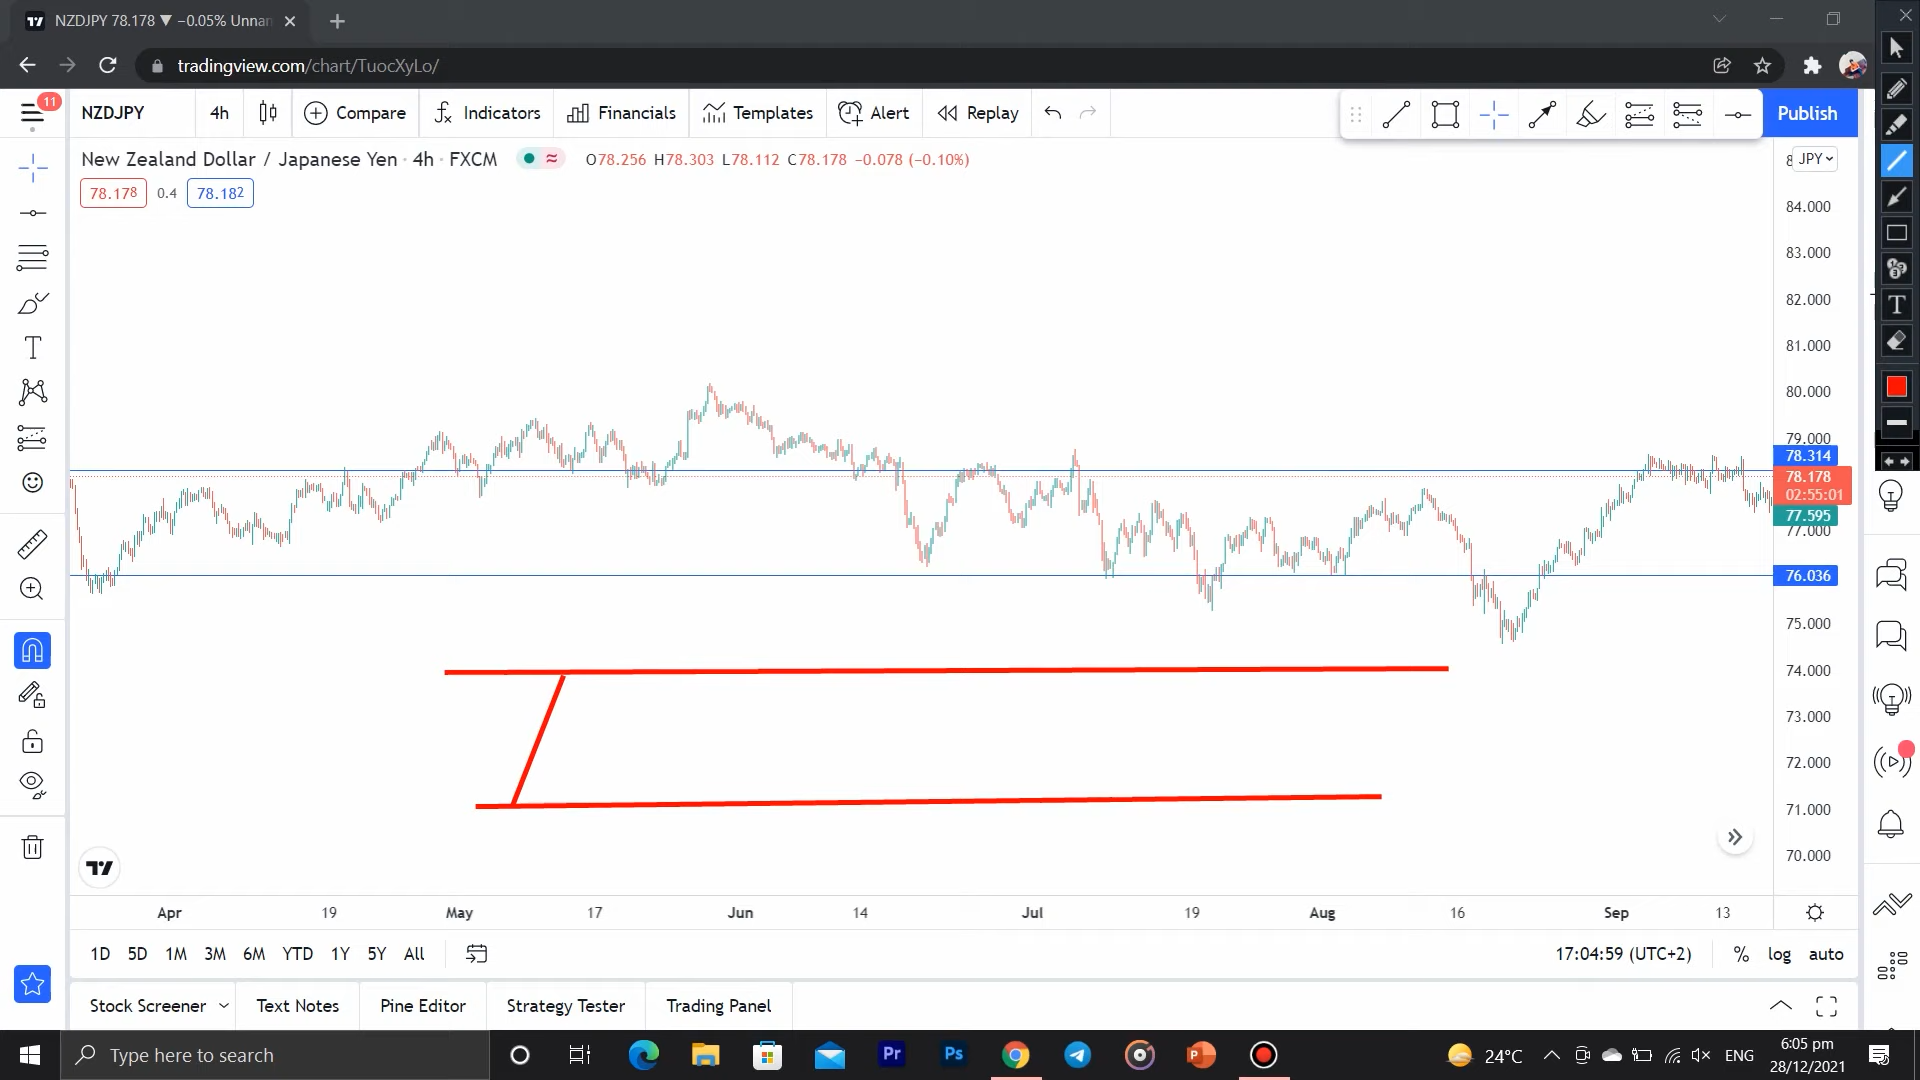 NZDJPY 78.178 ▼ −0.05% Unnan
tradingview.com/chart/TuocXyLo/
11
NZDJPY 4h Compare Indicators Financials Templates Alert Replay Publish
New Zealand Dollar / Japanese Yen · 4h · FXCM O78.256 H78.303 L78.112 C78.178 −0.078 (−0.10%)
JPY
78.178 0.4 78.182
84.000
83.000
82.000
81.000
80.000
79.000
78.314
78.178
02:55:01
77.595
77.000
76.036
75.000
74.000
73.000
72.000
71.000
70.000
Apr 19 May 17 Jun 14 Jul 19 Aug 16 Sep 13
1D 5D 1M 3M 6M YTD 1Y 5Y All 17:04:59 (UTC+2) % log auto
Stock Screener Text Notes Pine Editor Strategy Tester Trading Panel
Type here to search Pr Ps 24°C ENG 6:05 pm
28/12/2021